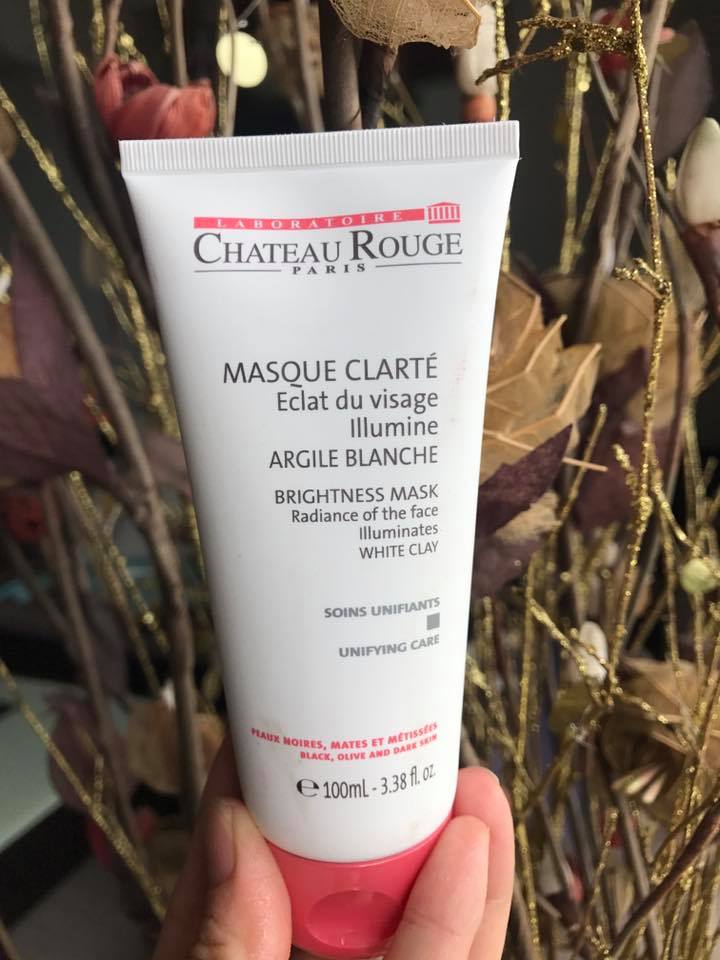 LABORATOIRE
CHATEAU ROUGE
PARIS
MASQUE CLARTÉ
Eclat du visage
Illumine
ARGILE BLANCHE
BRIGHTNESS MASK
Radiance of the face
Illuminates
WHITE CLAY
SOINS UNIFIANTS
UNIFYING CARE
PEAUX NOIRES, MATES ET MÉTISSÉES
BLACK, OLIVE AND DARK SKIN
℮ 100mL - 3.38 fl. oz.